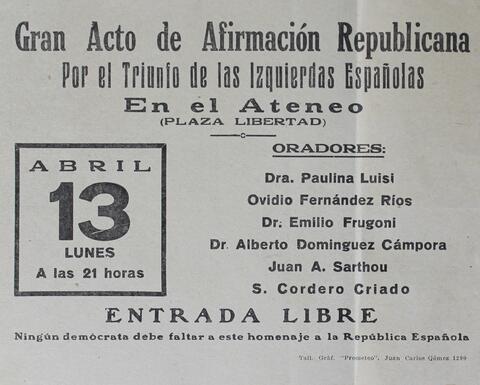 Gran Acto de Afirmación Republicana
Por el Triunfo de las Izquierdas Españolas
En el Ateneo
(PLAZA LIBERTAD)
ABRIL
13
LUNES
A las 21 horas
ORADORES:
Dra. Paulina Luisi
Ovidio Fernández Ríos
Dr. Emilio Frugoni
Dr. Alberto Dominguez Cámpora
Juan A. Sarthou
S. Cordero Criado
ENTRADA LIBRE
Ningún demócrata debe faltar a este homenaje a la República Española
Tall. Gráf. "Prometeo". Juan Carlos Gómez 1290